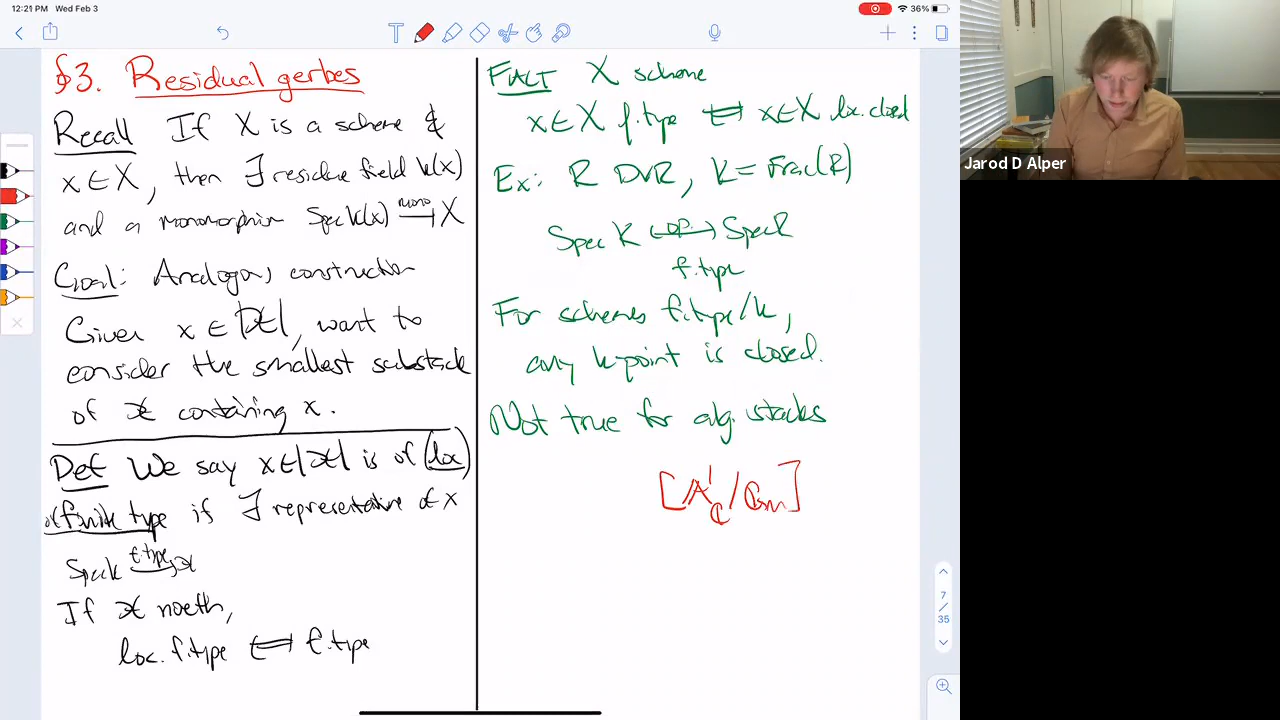 12:21 PM Wed Feb 3
36%
§3. Residual gerbes
Recall If X is a scheme &
x ∈ X, then ∃ residue field k(x)
and a monomorphism Spec k(x) —mono→ X
Goal: Analogous construction
Given x ∈ |𝒳|, want to
consider the smallest substack
of 𝒳 containing x.
Def We say x ∈ |𝒳| is of (loc)
of finite type if ∃ representative of x
Spec k —f.type→ 𝒳
If 𝒳 noeth,
loc. f.type ⟺ f.type
FACT X scheme
x ∈ X f.type ⟺ x ∈ X loc. closed
Ex: R DVR, K = Frac(R)
Spec K —op.→ Spec R
f.type
For schemes f.type/k,
any k-point is closed.
Not true for alg. stacks
[𝔸¹_ℂ/𝔾m]
7
/
35
Jarod D Alper